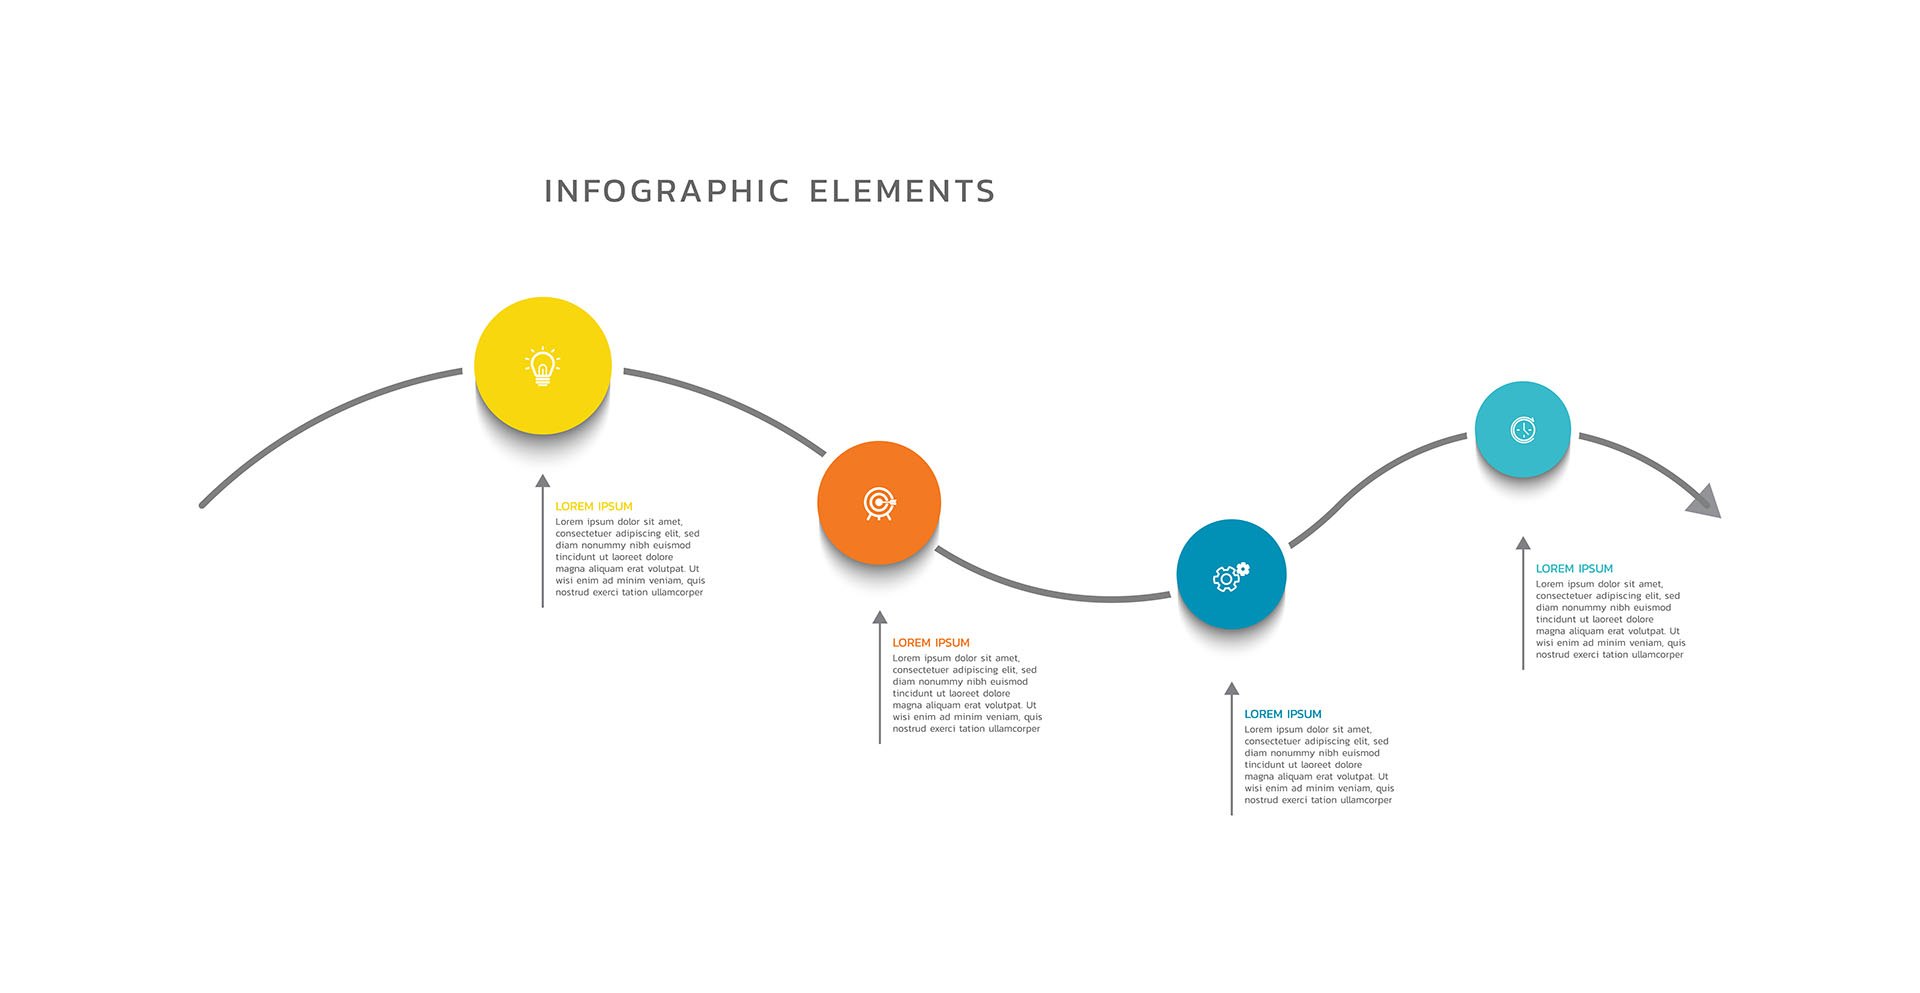 INFOGRAPHIC ELEMENTS
LOREM IPSUM
Lorem ipsum dolor sit amet,
consectetuer adipiscing elit, sed
diam nonummy nibh euismod
tincidunt ut laoreet dolore
magna aliquam erat volutpat. Ut
wisi enim ad minim veniam, quis
nostrud exerci tation ullamcorper
LOREM IPSUM
Lorem ipsum dolor sit amet,
consectetuer adipiscing elit, sed
diam nonummy nibh euismod
tincidunt ut laoreet dolore
magna aliquam erat volutpat. Ut
wisi enim ad minim veniam, quis
nostrud exerci tation ullamcorper
LOREM IPSUM
Lorem ipsum dolor sit amet,
consectetuer adipiscing elit, sed
diam nonummy nibh euismod
tincidunt ut laoreet dolore
magna aliquam erat volutpat. Ut
wisi enim ad minim veniam, quis
nostrud exerci tation ullamcorper
LOREM IPSUM
Lorem ipsum dolor sit amet,
consectetuer adipiscing elit, sed
diam nonummy nibh euismod
tincidunt ut laoreet dolore
magna aliquam erat volutpat. Ut
wisi enim ad minim veniam, quis
nostrud exerci tation ullamcorper